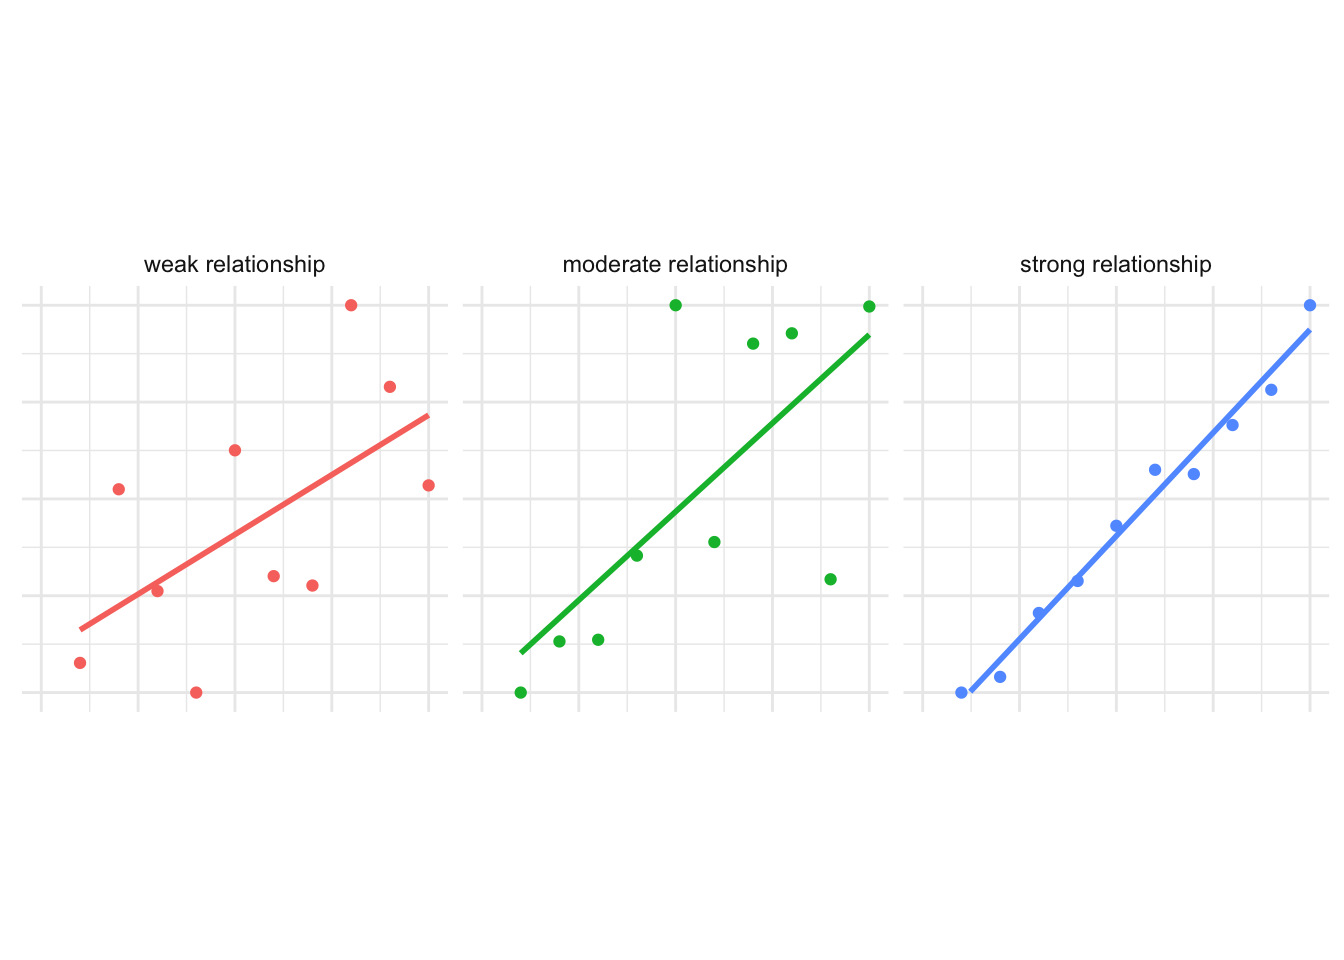 weak relationship
moderate relationship
strong relationship